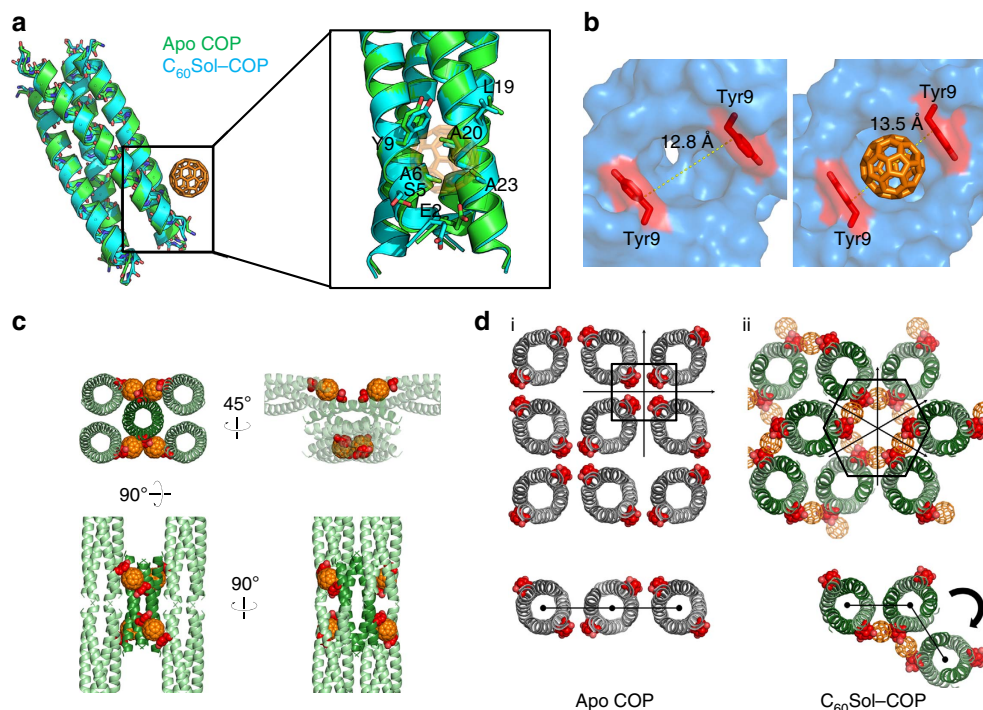 a
Apo COP
C60Sol–COP
L19
Y9
A20
A6
S5
A23
E2
b
Tyr9
12.8 Å
Tyr9
Tyr9
13.5 Å
Tyr9
c
45°
90°
90°
d
i
ii
Apo COP
C60Sol–COP